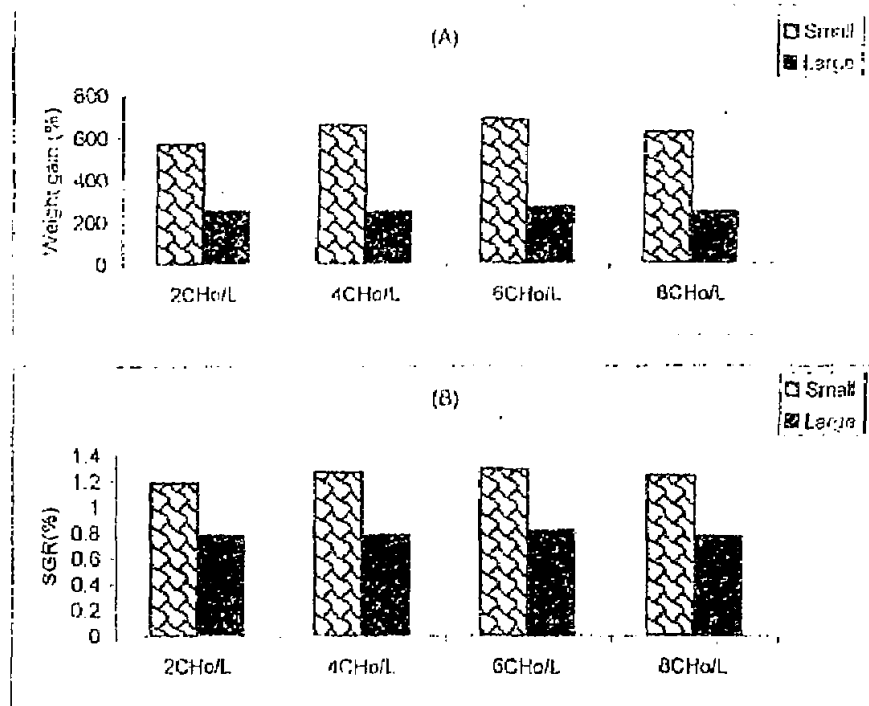 (A)
Small
Large
Weight gain (%)
800
600
400
200
0
2CHo/L
4CHo/L
6CHo/L
8CHo/L
(B)
Small
Large
SGR(%)
1.4
1.2
1
0.8
0.6
0.4
0.2
0
2CHo/L
4CHo/L
6CHo/L
8CHo/L